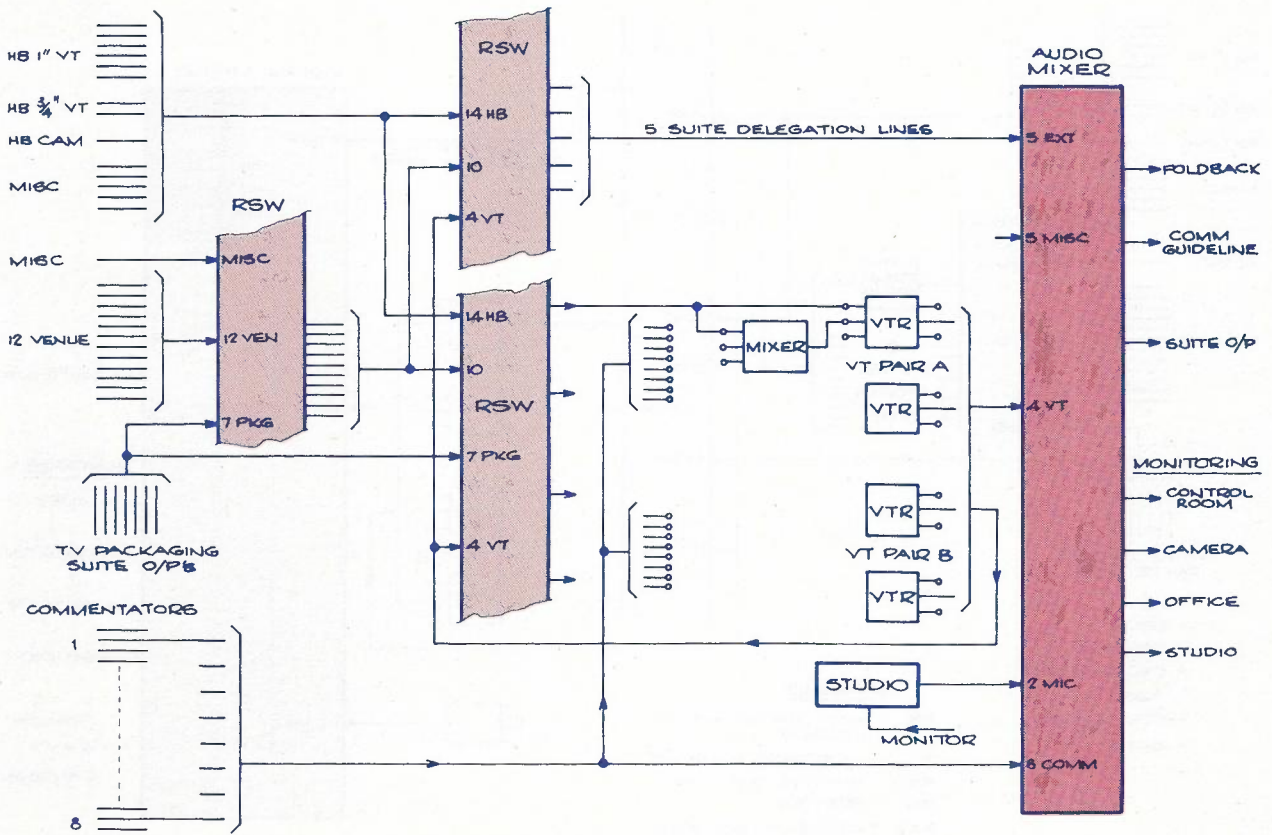 HB 1" VT
HB 3/4" VT
HB CAM
MISC
MISC
12 VENUE
TV PACKAGING
SUITE O/PS
COMMENTATORS
1
8
RSW
MISC
12 VEN
7 PKG
RSW
14 HB
10
4 VT
14 HB
10
RSW
7 PKG
4 VT
5 SUITE DELEGATION LINES
MIXER
VTR
VT PAIR A
VTR
VTR
VT PAIR B
VTR
STUDIO
MONITOR
AUDIO
MIXER
5 EXT
5 MISC
4 VT
2 MIC
8 COMM
FOLDBACK
COMM
GUIDELINE
SUITE O/P
MONITORING
CONTROL
ROOM
CAMERA
OFFICE
STUDIO